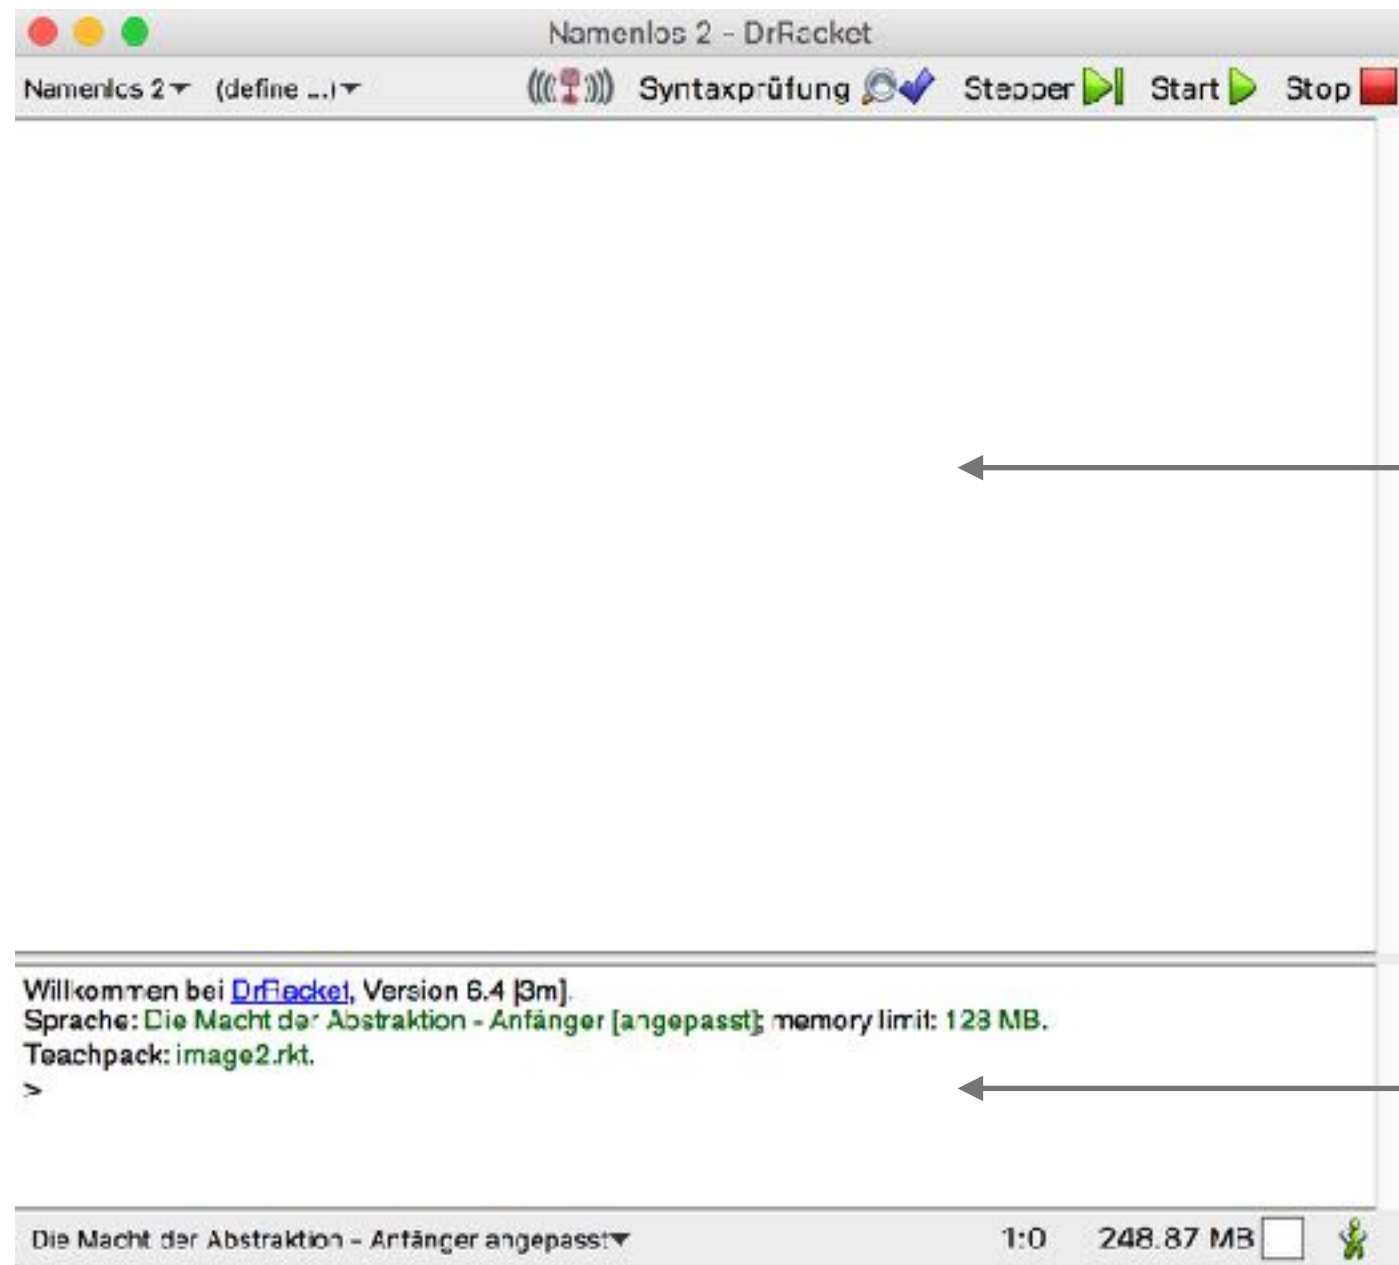 Namenlos 2 - DrRacket
Namenlos 2 (define ...) Syntaxprüfung Stepper Start Stop
Willkommen bei DrRacket, Version 6.4 [3m].
Sprache: Die Macht der Abstraktion - Anfänger [angepasst]; memory limit: 128 MB.
Teachpack: image2.rkt.
>
Die Macht der Abstraktion - Anfänger angepasst 1:0 248.87 MB